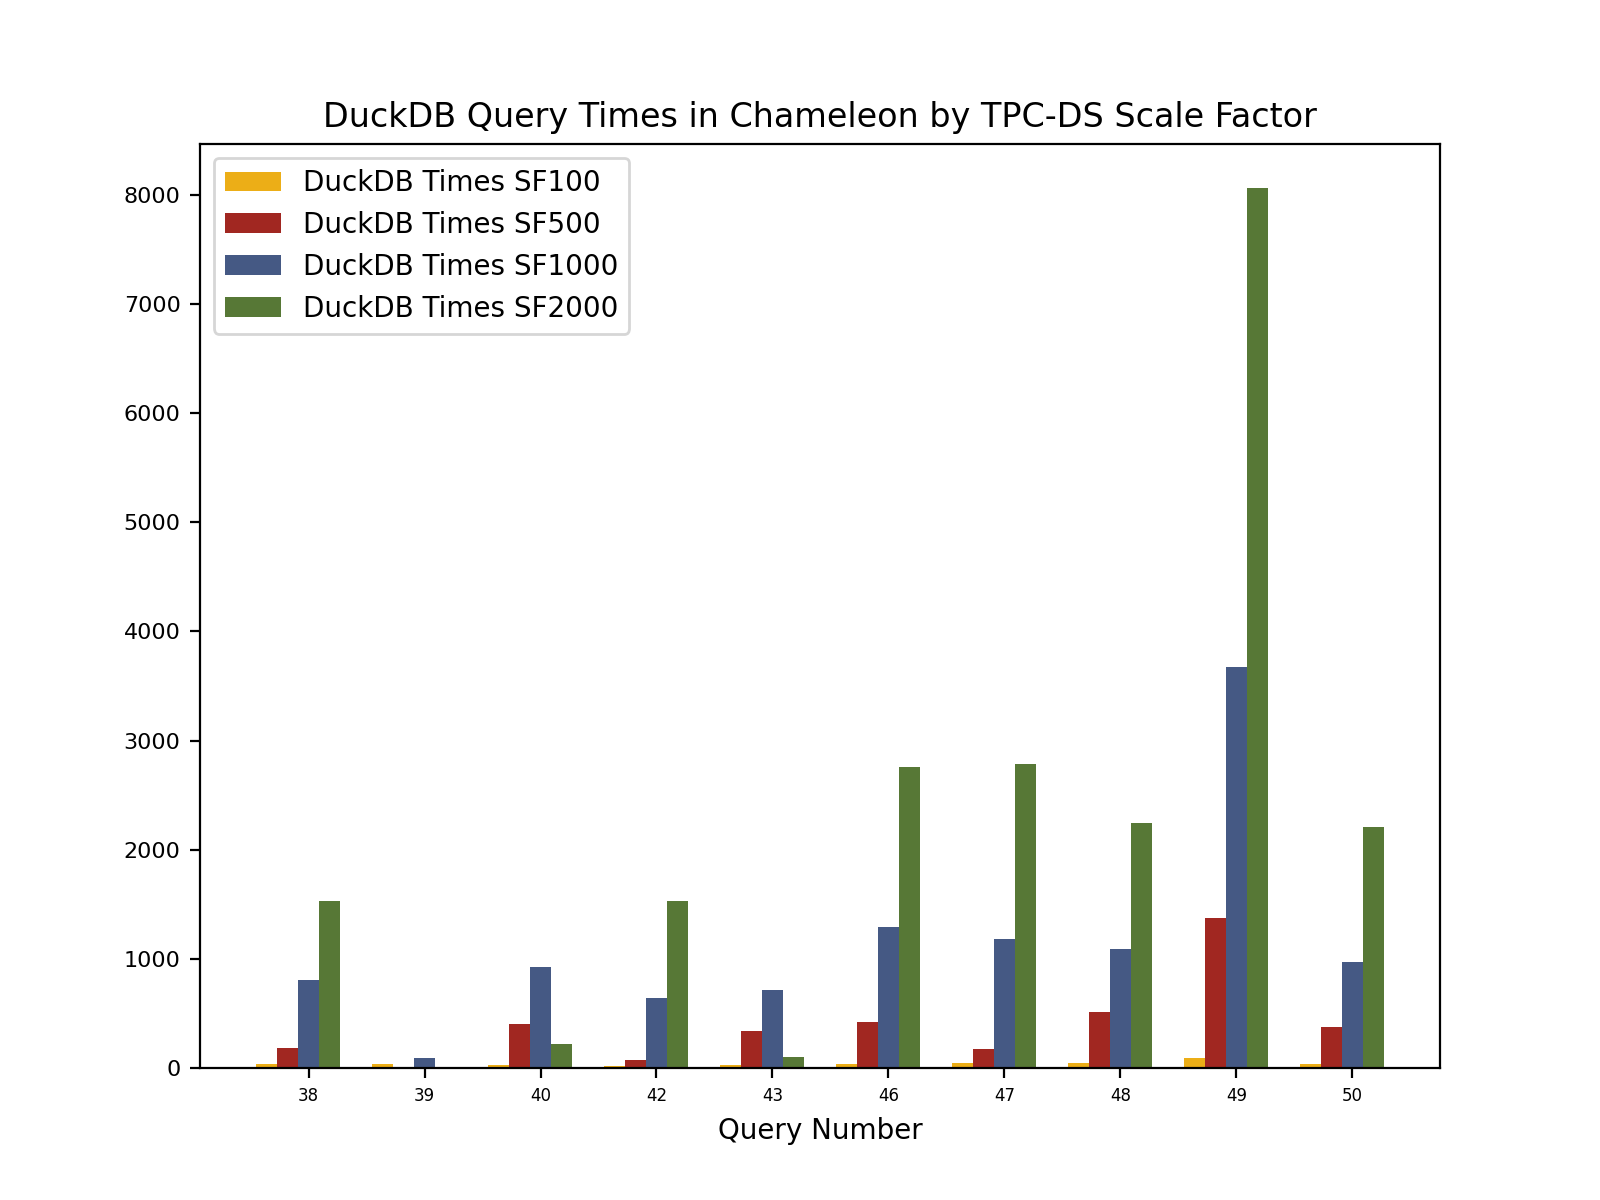 DuckDB Query Times in Chameleon by TPC-DS Scale Factor
DuckDB Times SF100
DuckDB Times SF500
DuckDB Times SF1000
DuckDB Times SF2000
8000
7000
6000
5000
4000
3000
2000
1000
0
38 39 40 42 43 46 47 48 49 50
Query Number